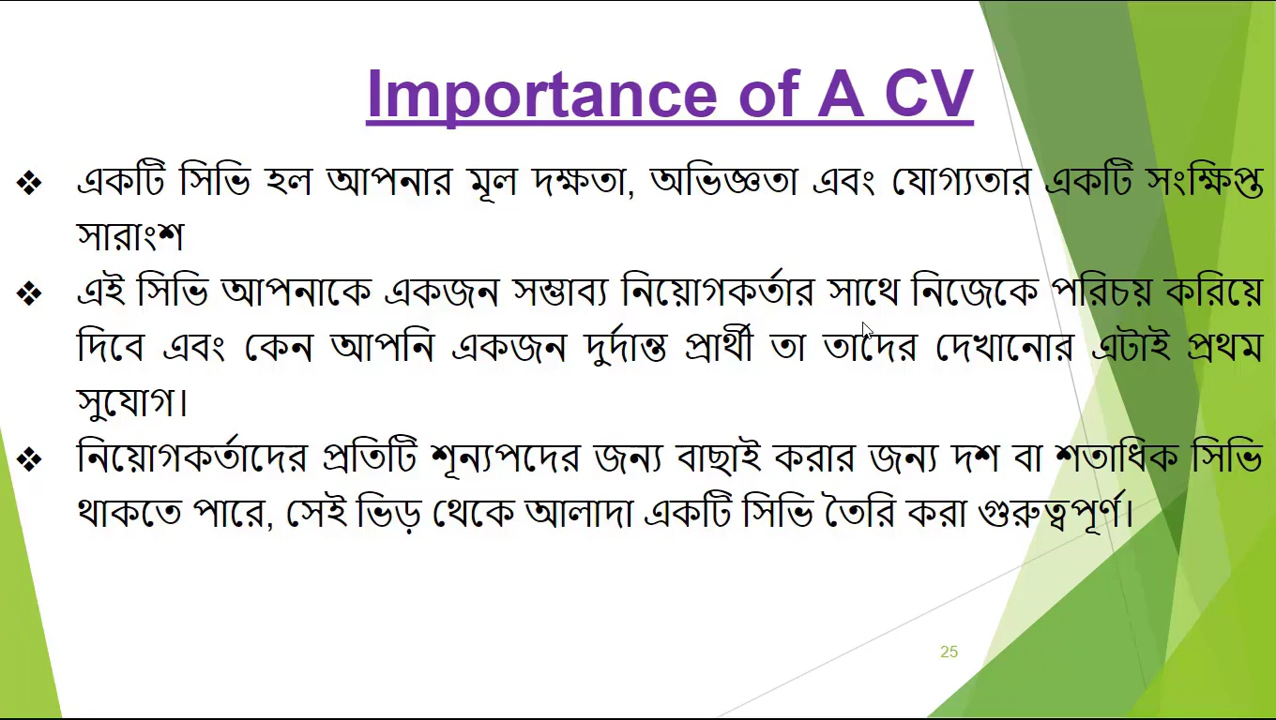 Importance of A CV
❖ একটি সিভি হল আপনার মূল দক্ষতা, অভিজ্ঞতা এবং যোগ্যতার একটি সংক্ষিপ্ত
সারাংশ
❖ এই সিভি আপনাকে একজন সম্ভাব্য নিয়োগকর্তার সাথে নিজেকে পরিচয় করিয়ে
দিবে এবং কেন আপনি একজন দুর্দান্ত প্রার্থী তা তাদের দেখানোর এটাই প্রথম
সুযোগ।
❖ নিয়োগকর্তাদের প্রতিটি শূন্যপদের জন্য বাছাই করার জন্য দশ বা শতাধিক সিভি
থাকতে পারে, সেই ভিড় থেকে আলাদা একটি সিভি তৈরি করা গুরুত্বপূর্ণ।
25